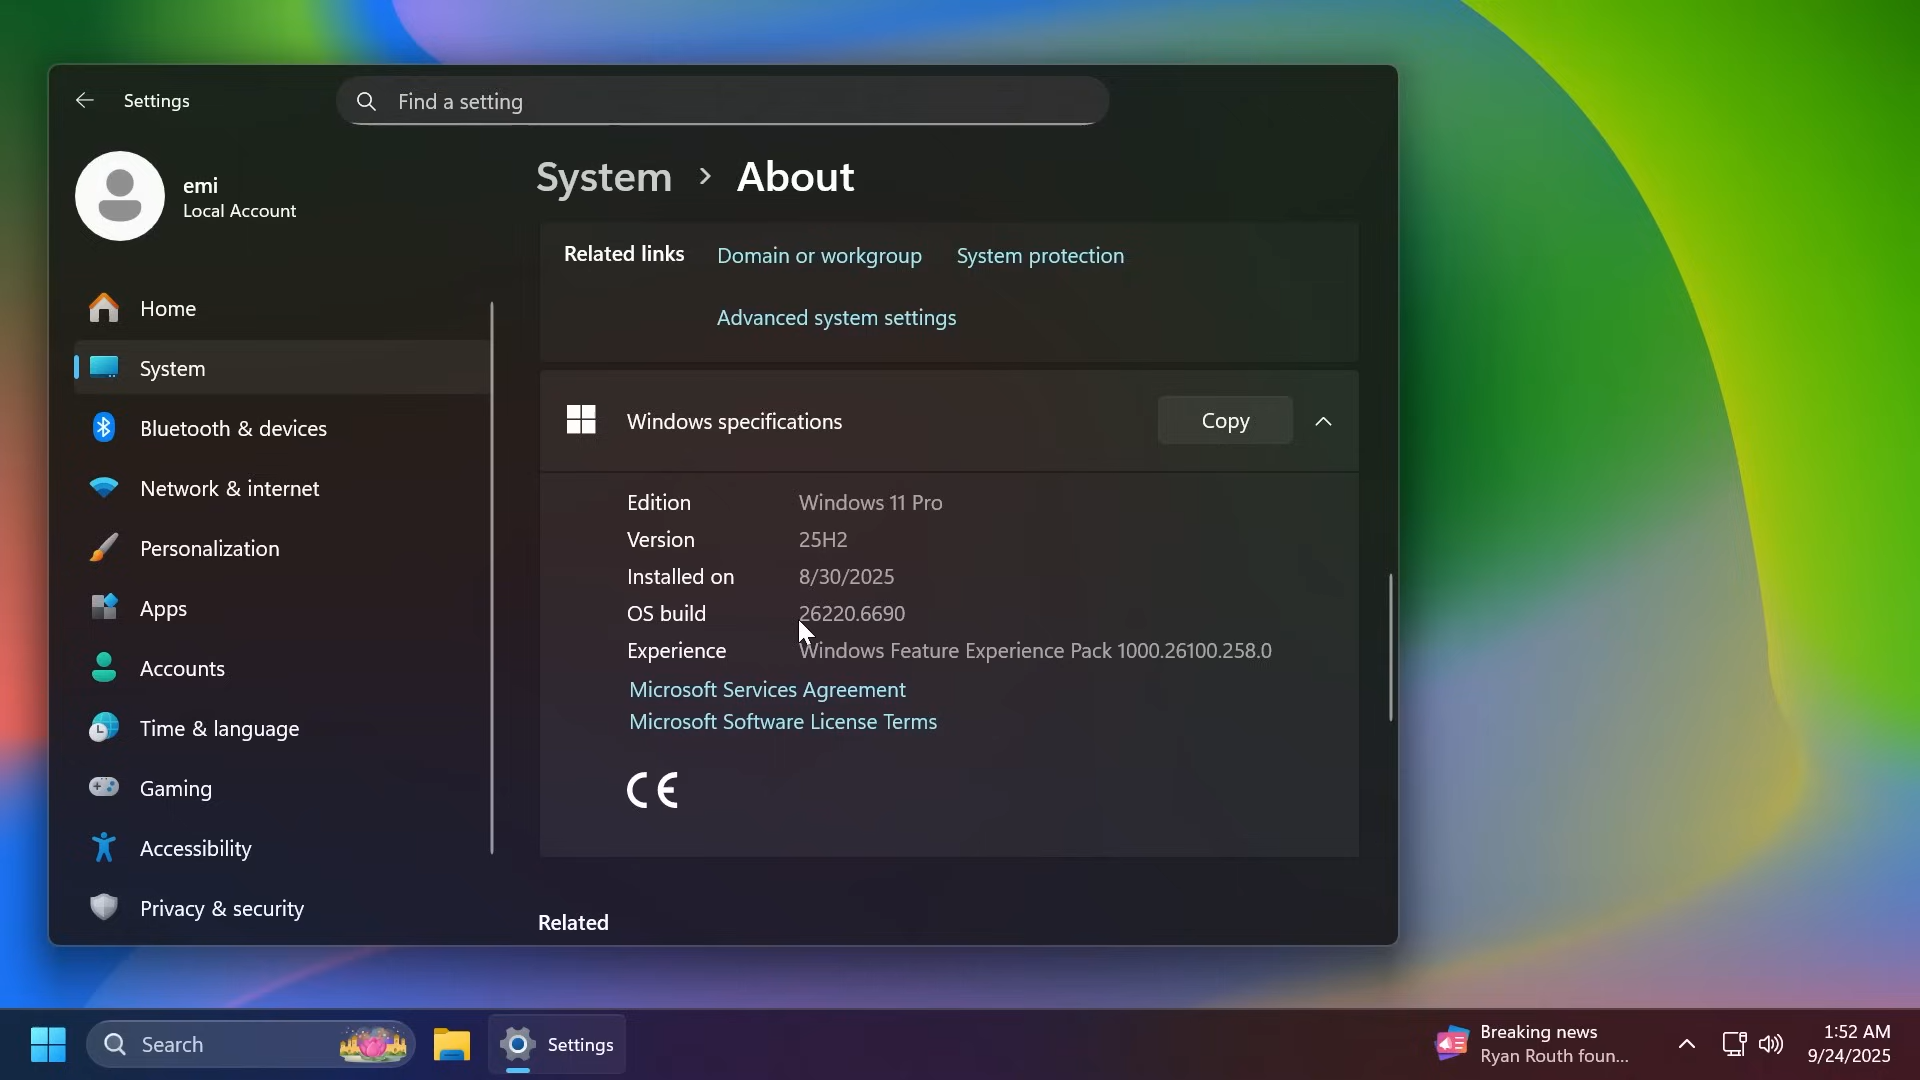 Settings
Find a setting
emi
Local Account
Home
System
Bluetooth & devices
Network & internet
Personalization
Apps
Accounts
Time & language
Gaming
Accessibility
Privacy & security
System > About
Related links Domain or workgroup System protection
Advanced system settings
Windows specifications Copy
Edition Windows 11 Pro
Version 25H2
Installed on 8/30/2025
OS build 26220.6690
Experience Windows Feature Experience Pack 1000.26100.258.0
Microsoft Services Agreement
Microsoft Software License Terms
CE
Related
Search
Settings
Breaking news
Ryan Routh foun...
1:52 AM
9/24/2025